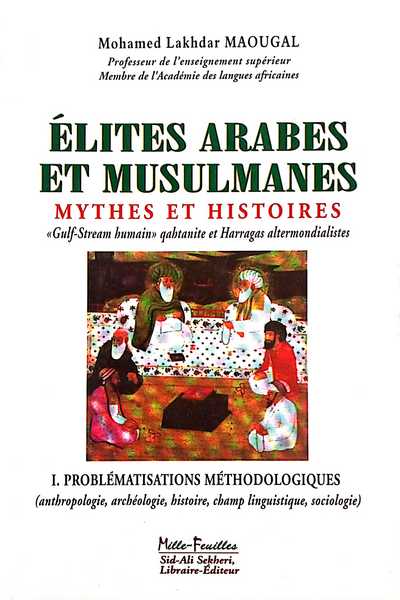 Mohamed Lakhdar MAOUGAL
Professeur de l'enseignement supérieur
Membre de l'Académie des langues africaines
ÉLITES ARABES
ET MUSULMANES
MYTHES ET HISTOIRES
«Gulf-Stream humain» qahtanite et Harragas altermondialistes
I. PROBLÉMATISATIONS MÉTHODOLOGIQUES
(anthropologie, archéologie, histoire, champ linguistique, sociologie)
Mille-Feuilles
Sid-Ali Sekheri,
Libraire-Éditeur